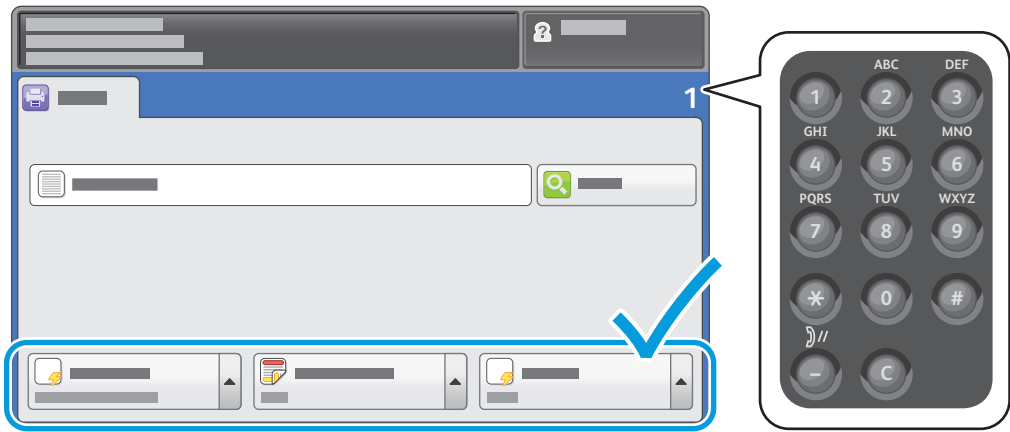 ?
1
ABC DEF
1 2 3
GHI JKL MNO
4 5 6
PQRS TUV WXYZ
7 8 9
* 0 #
– C